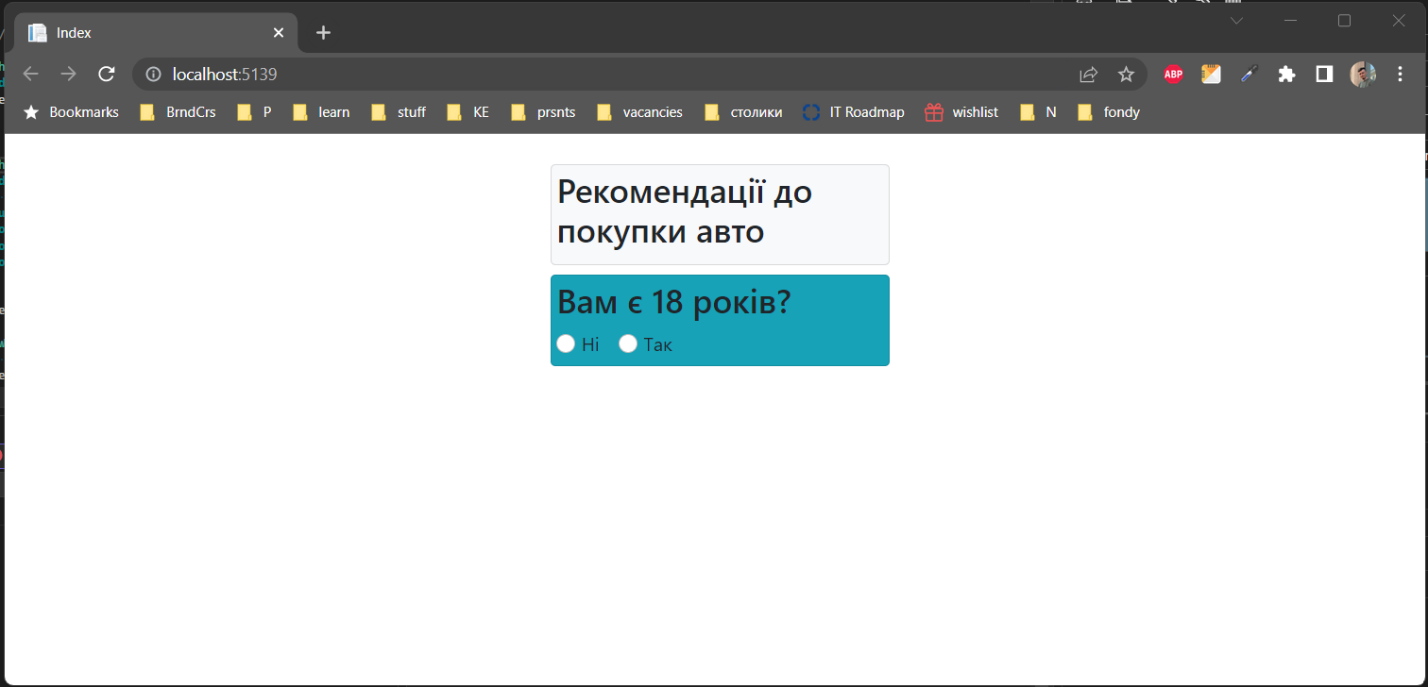 Index
localhost:5139
ABP
Bookmarks BrndCrs P learn stuff KE prsnts vacancies столики IT Roadmap wishlist N fondy
Рекомендації до
покупки авто
Вам є 18 років?
Ні Так